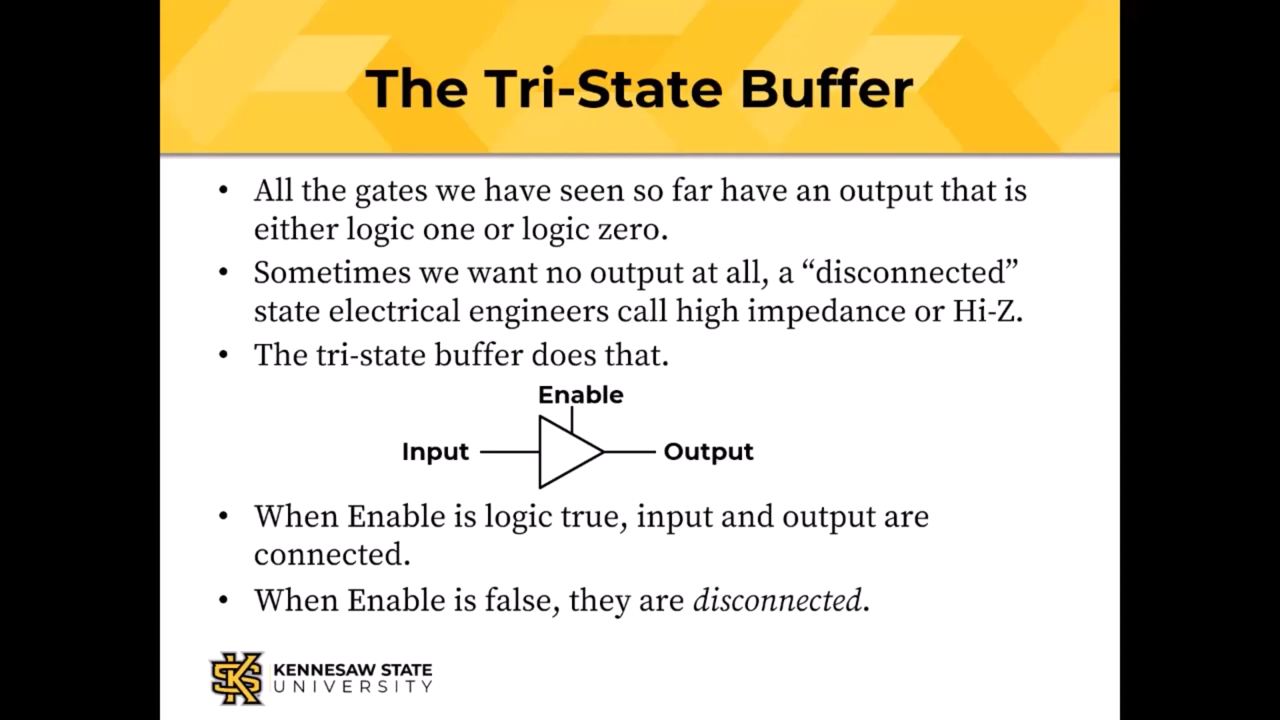 The Tri-State Buffer
• All the gates we have seen so far have an output that is
either logic one or logic zero.
• Sometimes we want no output at all, a “disconnected”
state electrical engineers call high impedance or Hi-Z.
• The tri-state buffer does that.
Enable
Input
Output
• When Enable is logic true, input and output are
connected.
• When Enable is false, they are disconnected.
KS
KENNESAW STATE
UNIVERSITY